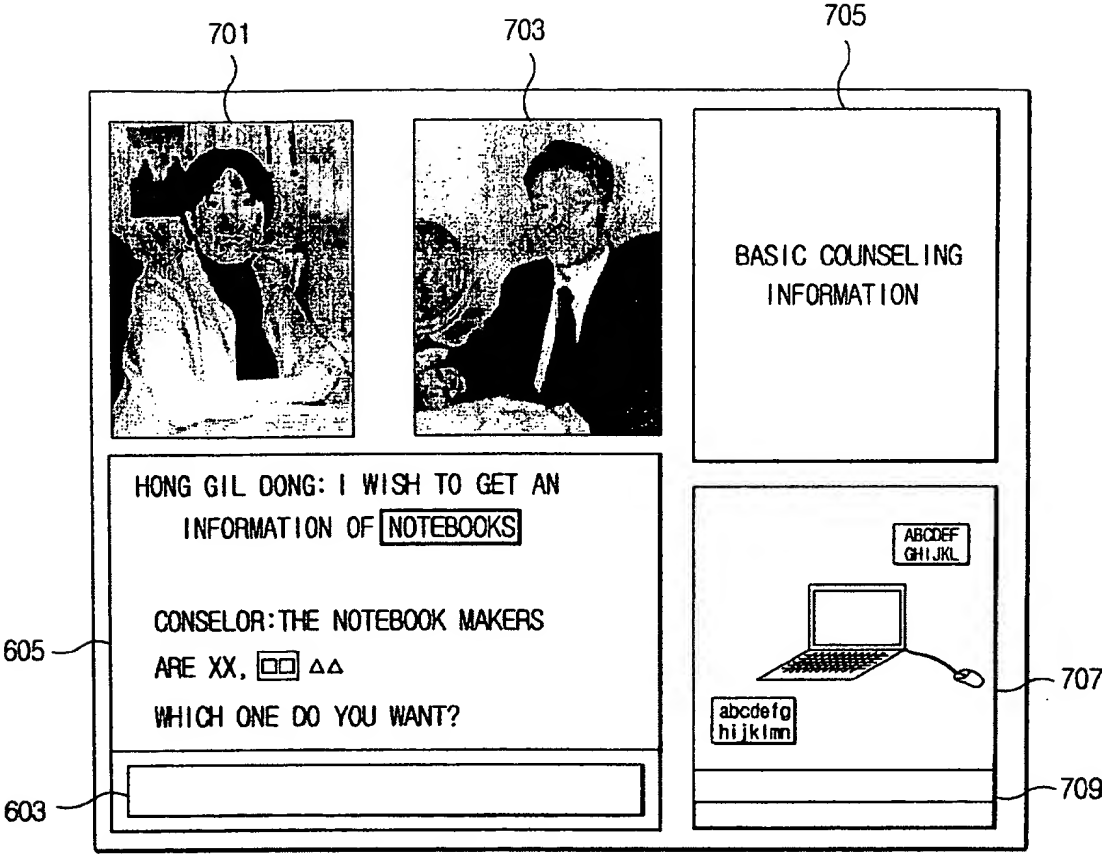 701
703
705
BASIC COUNSELING
INFORMATION
HONG GIL DONG: I WISH TO GET AN
INFORMATION OF NOTEBOOKS
CONSELOR:THE NOTEBOOK MAKERS
ARE XX, □□ △△
WHICH ONE DO YOU WANT?
605
603
ABCDEF
GHIJKL
abcdefg
hijklmn
707
709